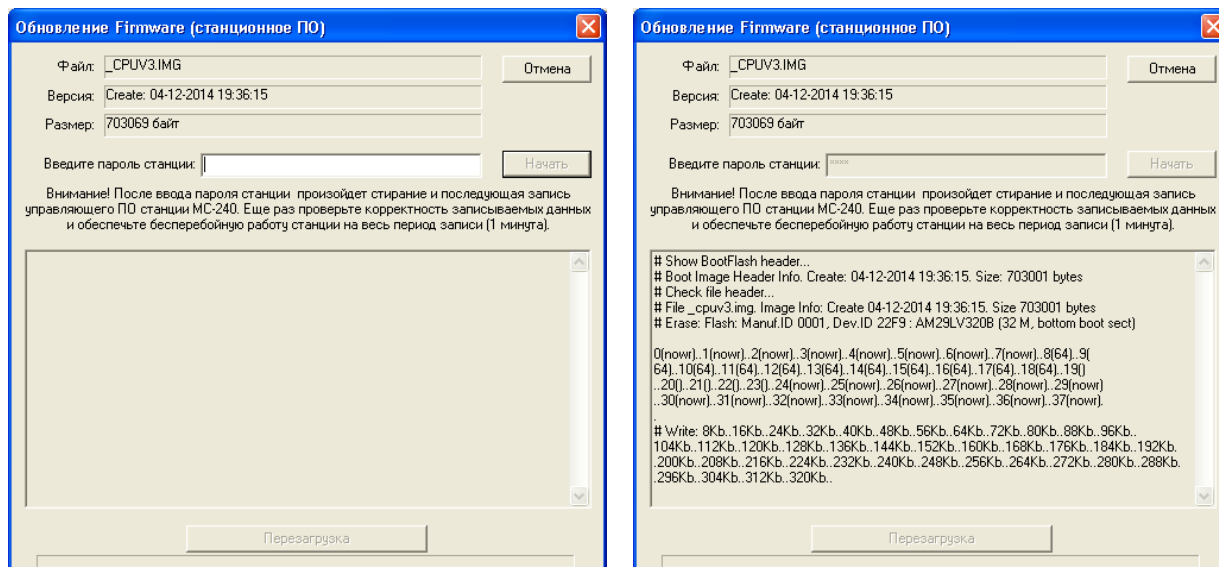 Обновление Firmware (станционное ПО)
Файл: _CPUV3.IMG
Отмена
Версия: Create: 04-12-2014 19:36:15
Размер: 703069 байт
Введите пароль станции:
Начать
Внимание! После ввода пароля станции произойдет стирание и последующая запись
управляющего ПО станции МС-240. Еще раз проверьте корректность записываемых данных
и обеспечьте бесперебойную работу станции на весь период записи (1 минута).
Перезагрузка
Обновление Firmware (станционное ПО)
Файл: _CPUV3.IMG
Отмена
Версия: Create: 04-12-2014 19:36:15
Размер: 703069 байт
Введите пароль станции: ****
Начать
Внимание! После ввода пароля станции произойдет стирание и последующая запись
управляющего ПО станции МС-240. Еще раз проверьте корректность записываемых данных
и обеспечьте бесперебойную работу станции на весь период записи (1 минута).
# Show BootFlash header...
# Boot Image Header Info. Create: 04-12-2014 19:36:15. Size: 703001 bytes
# Check file header...
# File _cpuv3.img. Image Info: Create 04-12-2014 19:36:15. Size 703001 bytes
# Erase: Flash: Manuf.ID 0001, Dev.ID 22F9 : AM29LV320B (32 M, bottom boot sect)
0(nowr)..1(nowr)..2(nowr)..3(nowr)..4(nowr)..5(nowr)..6(nowr)..7(nowr)..8(64)..9(
64)..10(64)..11(64)..12(64)..13(64)..14(64)..15(64)..16(64)..17(64)..18(64)..19()
..20()..21()..22()..23()..24(nowr)..25(nowr)..26(nowr)..27(nowr)..28(nowr)..29(nowr)
..30(nowr)..31(nowr)..32(nowr)..33(nowr)..34(nowr)..35(nowr)..36(nowr)..37(nowr).
.
# Write: 8Kb..16Kb..24Kb..32Kb..40Kb..48Kb..56Kb..64Kb..72Kb..80Kb..88Kb..96Kb..
104Kb..112Kb..120Kb..128Kb..136Kb..144Kb..152Kb..160Kb..168Kb..176Kb..184Kb..192Kb.
.200Kb..208Kb..216Kb..224Kb..232Kb..240Kb..248Kb..256Kb..264Kb..272Kb..280Kb..288Kb.
.296Kb..304Kb..312Kb..320Kb..
Перезагрузка